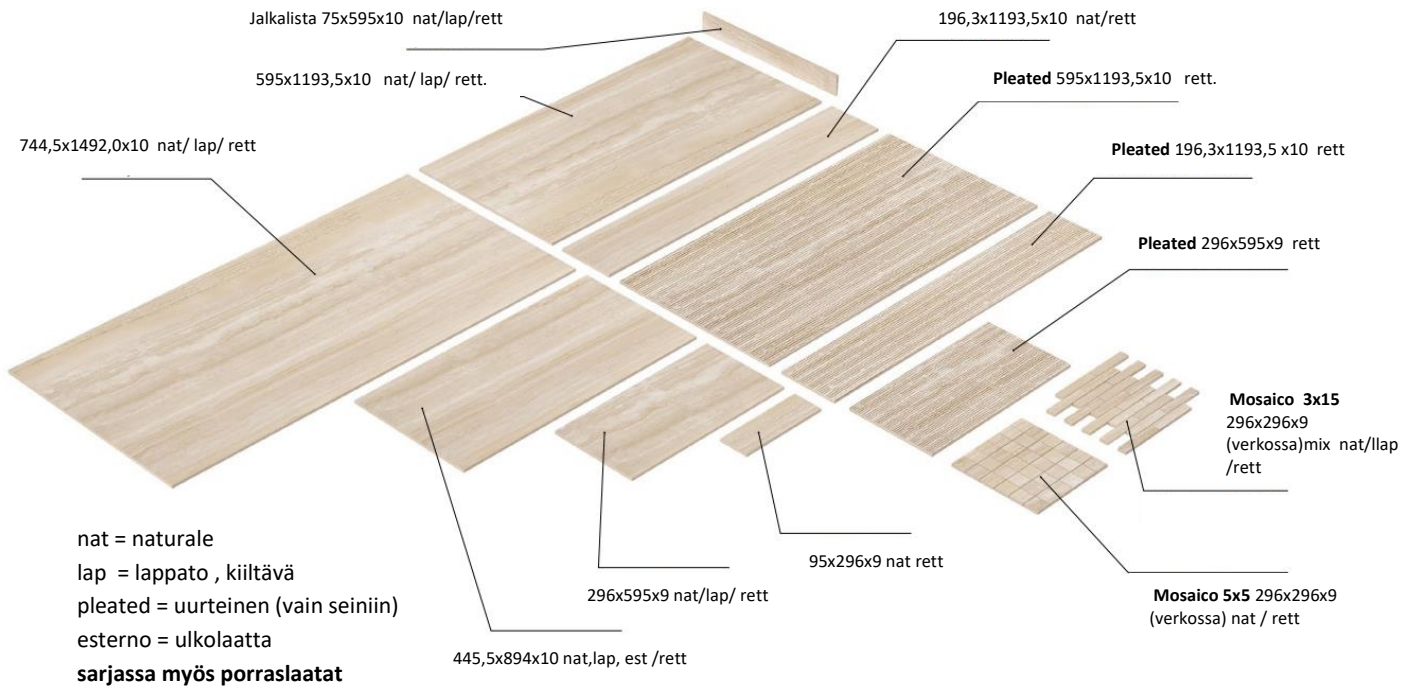 Jalkalista 75x595x10 nat/lap/rett
196,3x1193,5x10 nat/rett
595x1193,5x10 nat/ lap/ rett.
Pleated 595x1193,5x10 rett.
744,5x1492,0x10 nat/ lap/ rett
Pleated 196,3x1193,5 x10 rett
Pleated 296x595x9 rett
Mosaico 3x15
296x296x9
(verkossa)mix nat/llap
/rett
nat = naturale
lap = lappato , kiiltävä
pleated = uurteinen (vain seiniin)
esterno = ulkolaatta
sarjassa myös porraslaatat
95x296x9 nat rett
296x595x9 nat/lap/ rett
Mosaico 5x5 296x296x9
(verkossa) nat / rett
445,5x894x10 nat,lap, est /rett